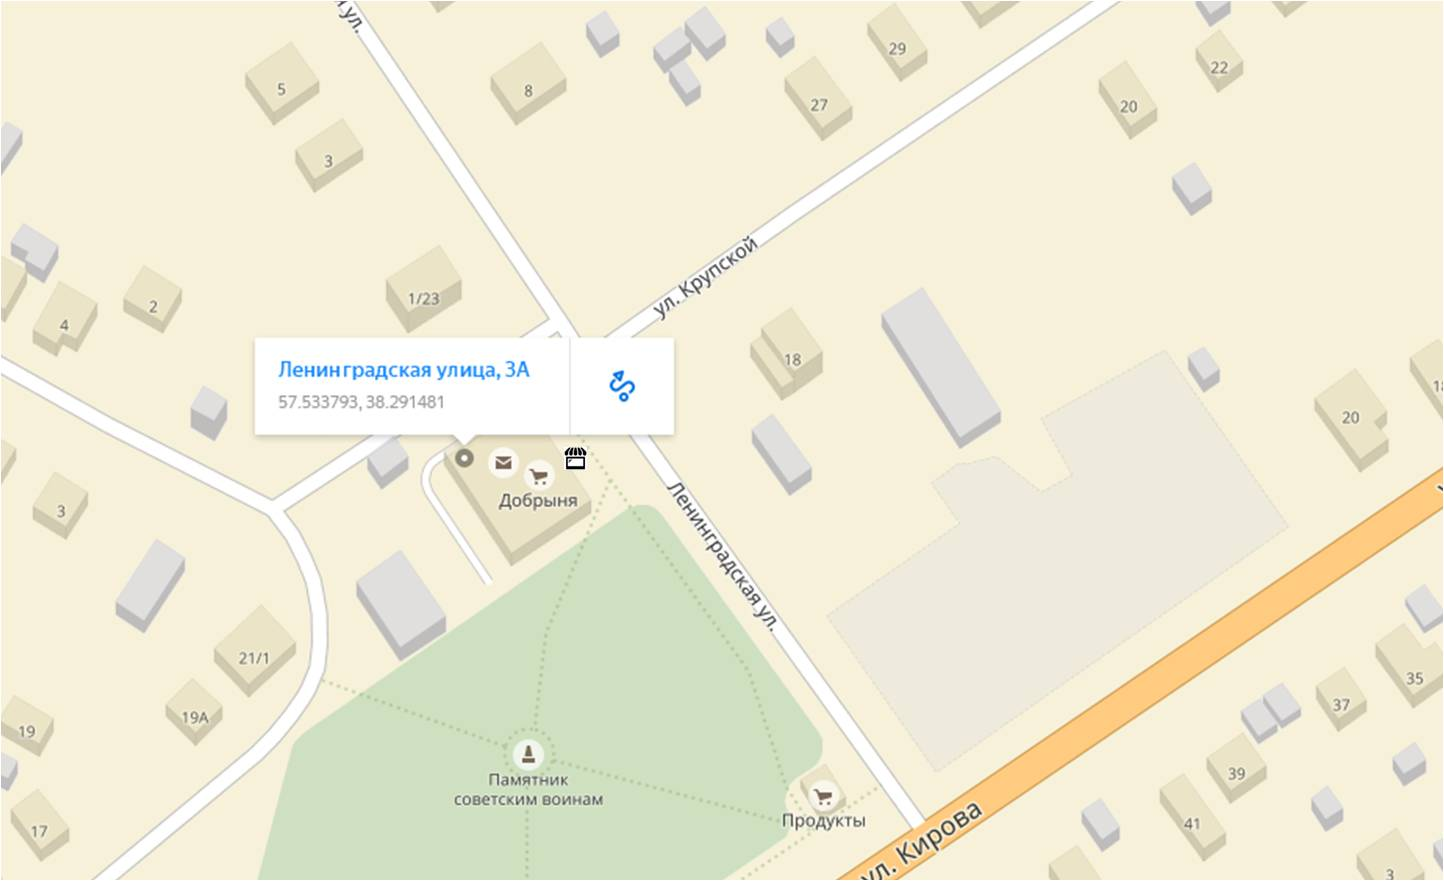 й ул.
5
8
29
27
22
20
3
ул. Крупской
2
4
1/23
18
Ленинградская улица, 3А
57.533793, 38.291481
20
18
3
Добрыня
Ленинградская ул.
21/1
19А
19
17
Памятник
советским воинам
Продукты
ул. Кирова
35
37
39
41
3